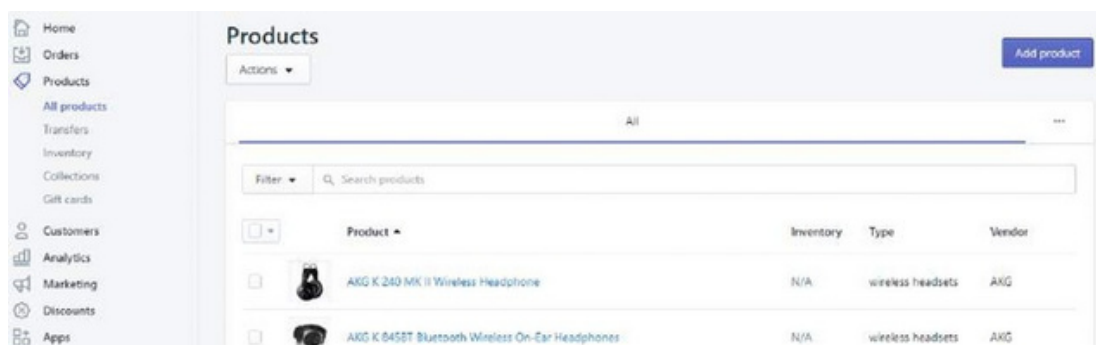 Home
Orders
Products
All products
Transfers
Inventory
Collections
Gift cards
Customers
Analytics
Marketing
Discounts
Apps
Products
Actions
Add product
All
...
Filter
Search products
Product Inventory Type Vendor
AKG K 240 MK II Wireless Headphone N/A wireless headsets AKG
AKG K 845BT Bluetooth Wireless On-Ear Headphones N/A wireless headsets AKG